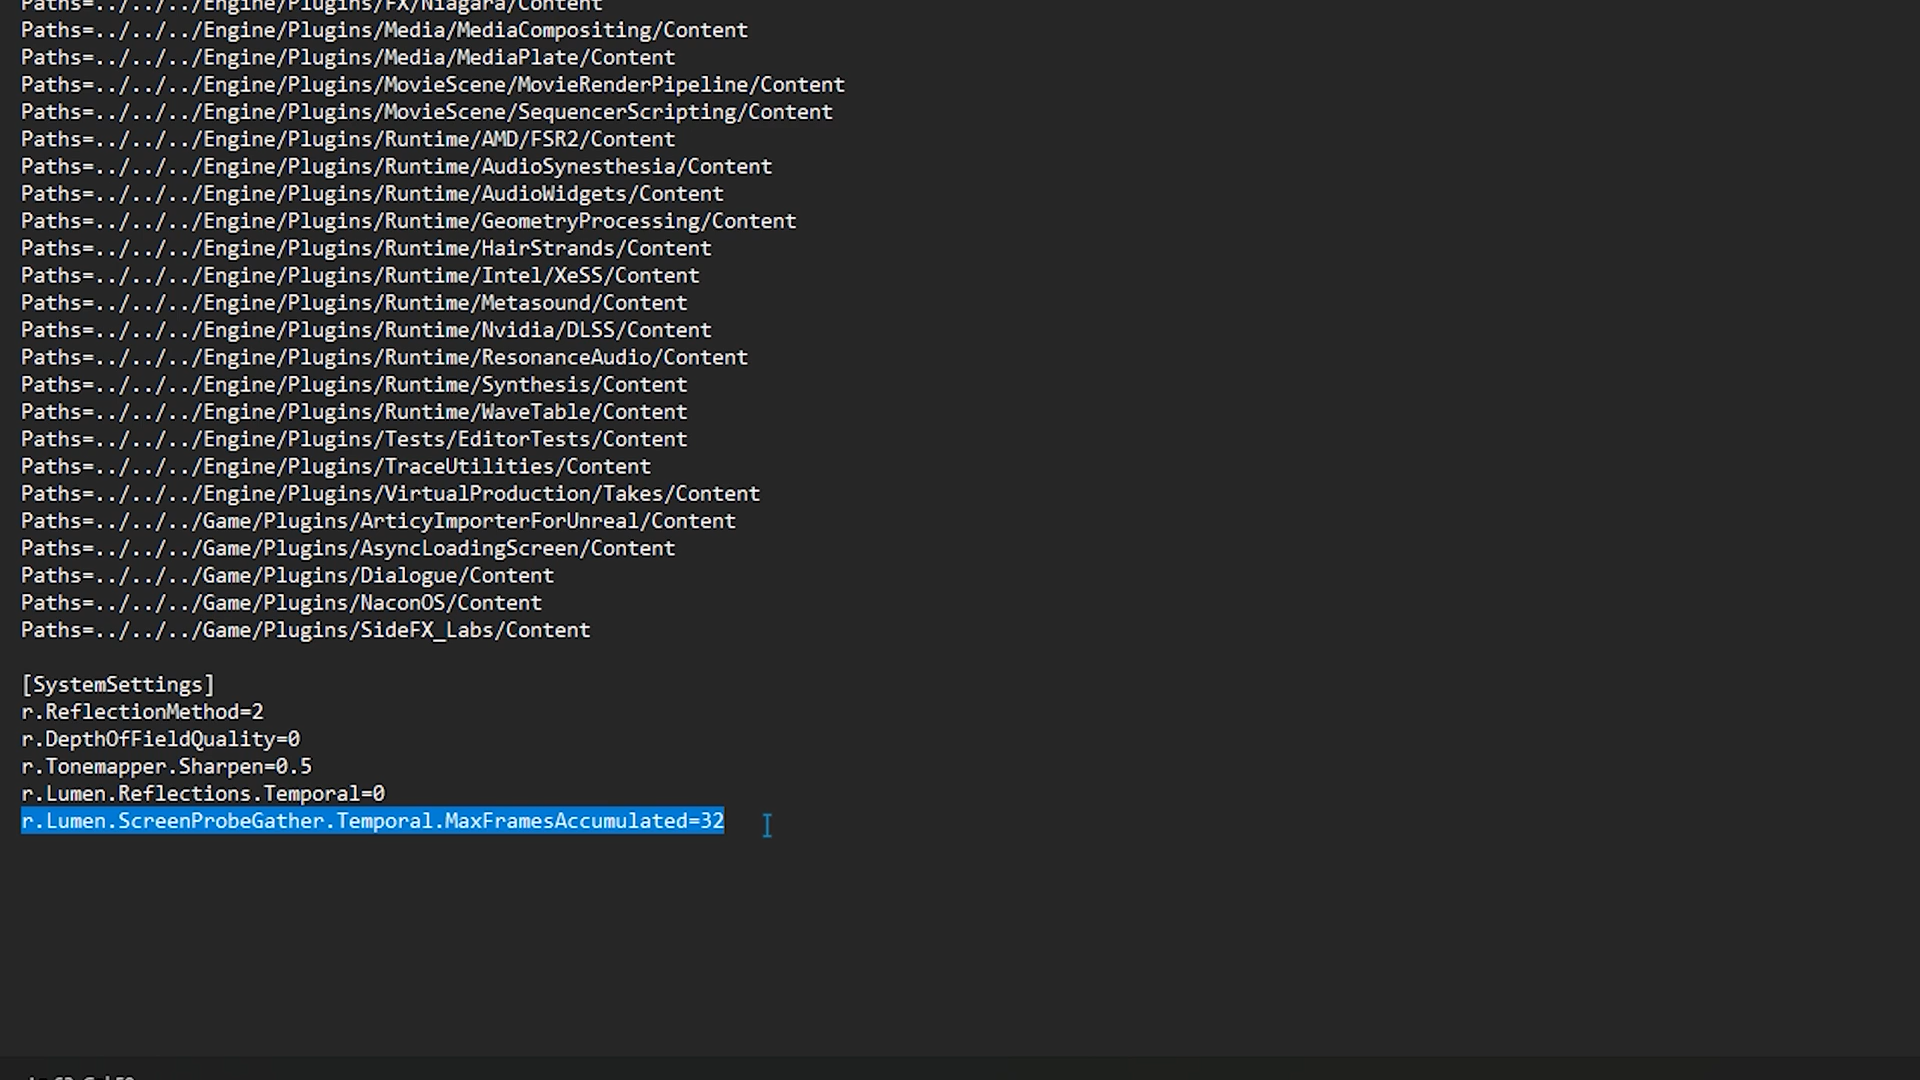 Paths=../../../Engine/Plugins/FX/Niagara/Content
Paths=../../../Engine/Plugins/Media/MediaCompositing/Content
Paths=../../../Engine/Plugins/Media/MediaPlate/Content
Paths=../../../Engine/Plugins/MovieScene/MovieRenderPipeline/Content
Paths=../../../Engine/Plugins/MovieScene/SequencerScripting/Content
Paths=../../../Engine/Plugins/Runtime/AMD/FSR2/Content
Paths=../../../Engine/Plugins/Runtime/AudioSynesthesia/Content
Paths=../../../Engine/Plugins/Runtime/AudioWidgets/Content
Paths=../../../Engine/Plugins/Runtime/GeometryProcessing/Content
Paths=../../../Engine/Plugins/Runtime/HairStrands/Content
Paths=../../../Engine/Plugins/Runtime/Intel/XeSS/Content
Paths=../../../Engine/Plugins/Runtime/Metasound/Content
Paths=../../../Engine/Plugins/Runtime/Nvidia/DLSS/Content
Paths=../../../Engine/Plugins/Runtime/ResonanceAudio/Content
Paths=../../../Engine/Plugins/Runtime/Synthesis/Content
Paths=../../../Engine/Plugins/Runtime/WaveTable/Content
Paths=../../../Engine/Plugins/Tests/EditorTests/Content
Paths=../../../Engine/Plugins/TraceUtilities/Content
Paths=../../../Engine/Plugins/VirtualProduction/Takes/Content
Paths=../../../Game/Plugins/ArticyImporterForUnreal/Content
Paths=../../../Game/Plugins/AsyncLoadingScreen/Content
Paths=../../../Game/Plugins/Dialogue/Content
Paths=../../../Game/Plugins/NaconOS/Content
Paths=../../../Game/Plugins/SideFX_Labs/Content
[SystemSettings]
r.ReflectionMethod=2
r.DepthOfFieldQuality=0
r.Tonemapper.Sharpen=0.5
r.Lumen.Reflections.Temporal=0
r.Lumen.ScreenProbeGather.Temporal.MaxFramesAccumulated=32